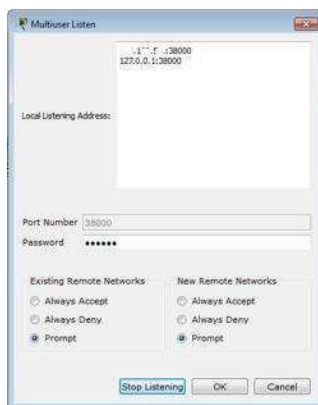 Multiuser Listen
:38000
127.0.0.1:38000
Local Listening Address:
Port Number 38000
Password ••••••
Existing Remote Networks New Remote Networks
Always Accept Always Accept
Always Deny Always Deny
Prompt Prompt
Stop Listening OK Cancel